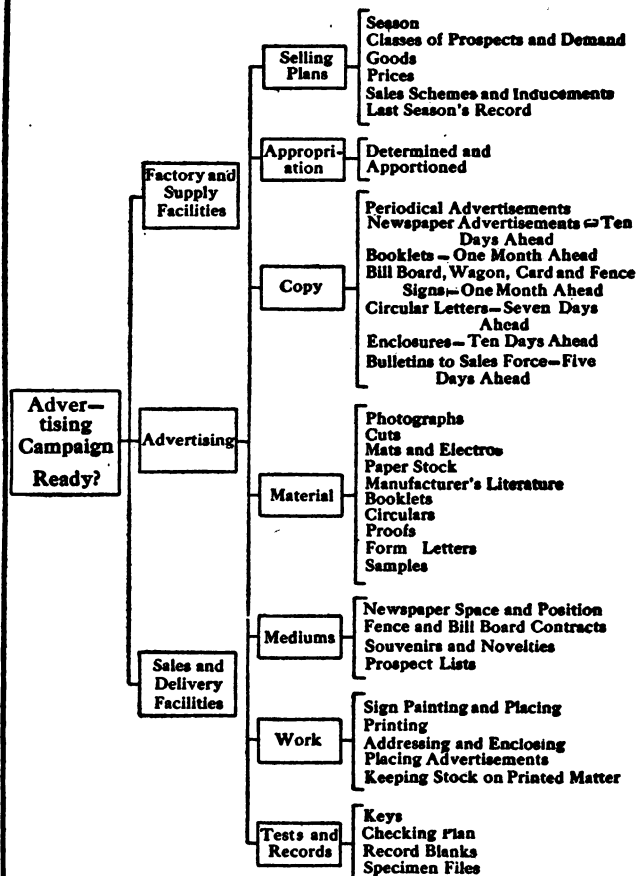 Adver-
tising
Campaign
Ready?
Factory and
Supply
Facilities
Advertising
Sales and
Delivery
Facilities
Selling
Plans
Season
Classes of Prospects and Demand
Goods
Prices
Sales Schemes and Inducements
Last Season's Record
Appropri-
ation
Determined and
Apportioned
Copy
Periodical Advertisements
Newspaper Advertisements — Ten
Days Ahead
Booklets — One Month Ahead
Bill Board, Wagon, Card and Fence
Signs — One Month Ahead
Circular Letters — Seven Days
Ahead
Enclosures — Ten Days Ahead
Bulletins to Sales Force — Five
Days Ahead
Material
Photographs
Cuts
Mats and Electros
Paper Stock
Manufacturer's Literature
Booklets
Circulars
Proofs
Form Letters
Samples
Mediums
Newspaper Space and Position
Fence and Bill Board Contracts
Souvenirs and Novelties
Prospect Lists
Work
Sign Painting and Placing
Printing
Addressing and Enclosing
Placing Advertisements
Keeping Stock on Printed Matter
Tests and
Records
Keys
Checking Plan
Record Blanks
Specimen Files